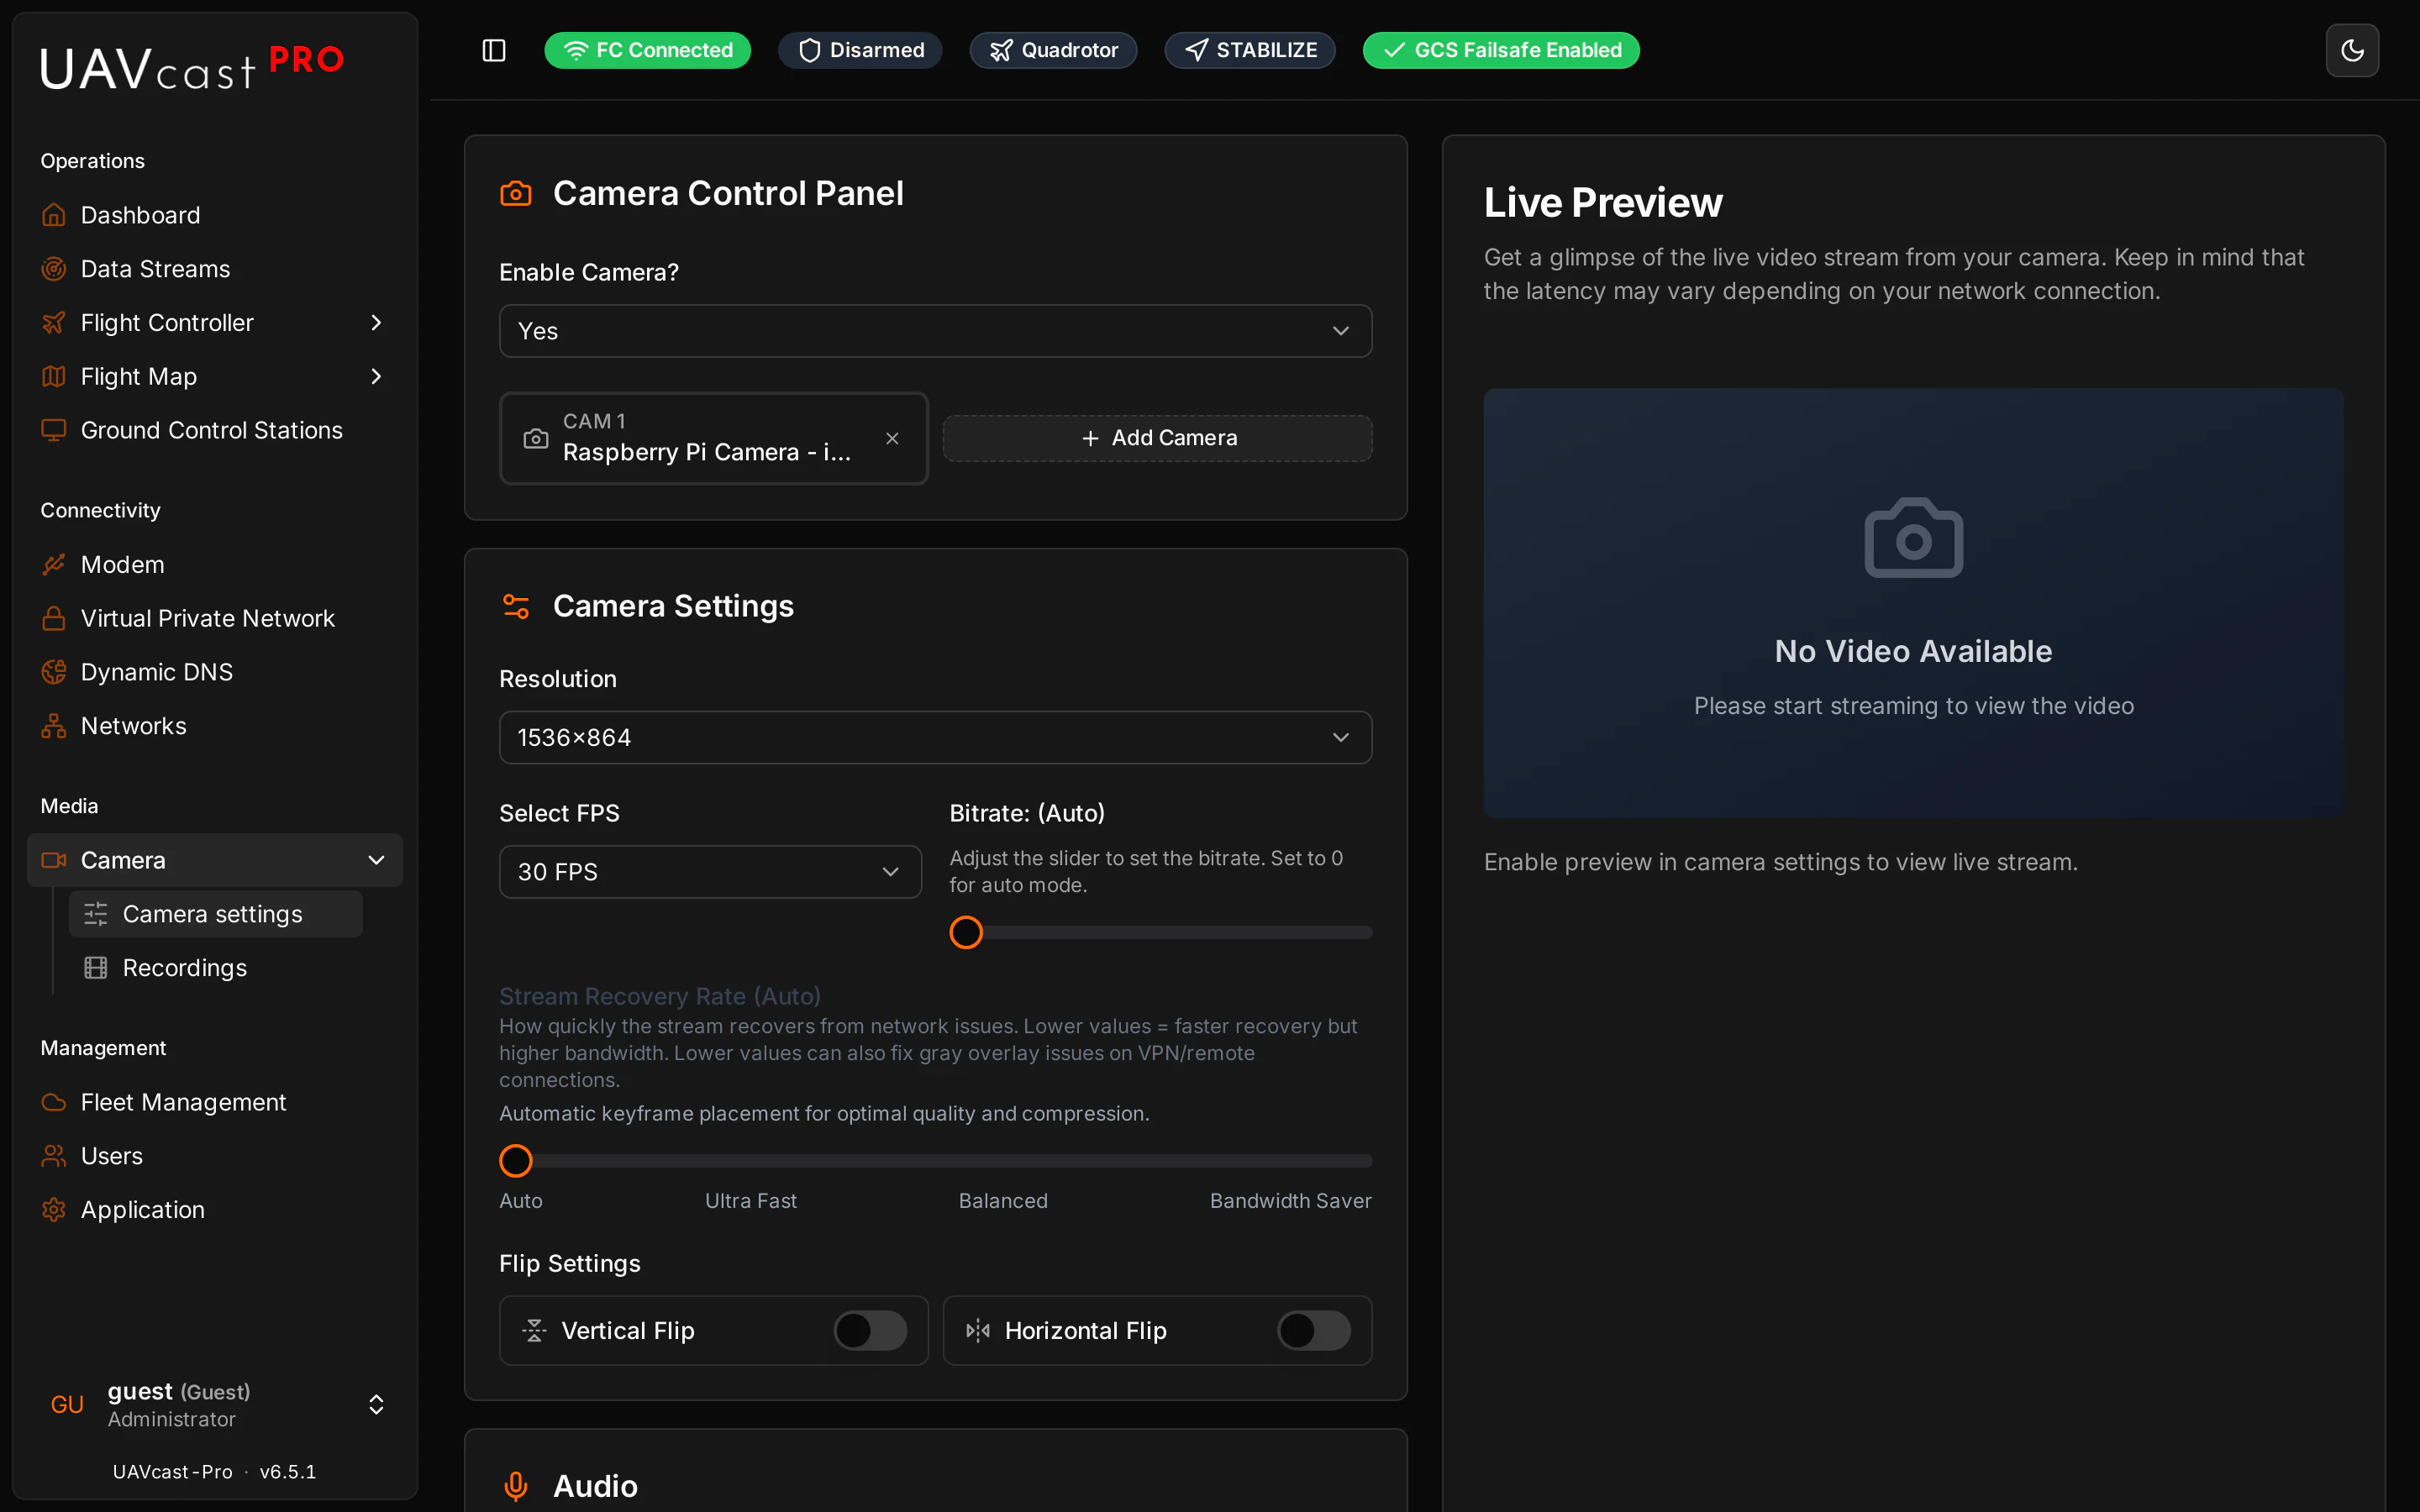 UAVcast PRO
Operations
Dashboard
Data Streams
Flight Controller
Flight Map
Ground Control Stations
Connectivity
Modem
Virtual Private Network
Dynamic DNS
Networks
Media
Camera
Camera settings
Recordings
Management
Fleet Management
Users
Application
GU
guest (Guest)
Administrator
UAVcast-Pro · v6.5.1
FC Connected
Disarmed
Quadrotor
STABILIZE
GCS Failsafe Enabled
Camera Control Panel
Enable Camera?
Yes
CAM 1
Raspberry Pi Camera - i...
Add Camera
Camera Settings
Resolution
1536×864
Select FPS
30 FPS
Bitrate: (Auto)
Adjust the slider to set the bitrate. Set to 0
for auto mode.
Stream Recovery Rate (Auto)
How quickly the stream recovers from network issues. Lower values = faster recovery but
higher bandwidth. Lower values can also fix gray overlay issues on VPN/remote
connections.
Automatic keyframe placement for optimal quality and compression.
Auto
Ultra Fast
Balanced
Bandwidth Saver
Flip Settings
Vertical Flip
Horizontal Flip
Audio
Live Preview
Get a glimpse of the live video stream from your camera. Keep in mind that
the latency may vary depending on your network connection.
No Video Available
Please start streaming to view the video
Enable preview in camera settings to view live stream.